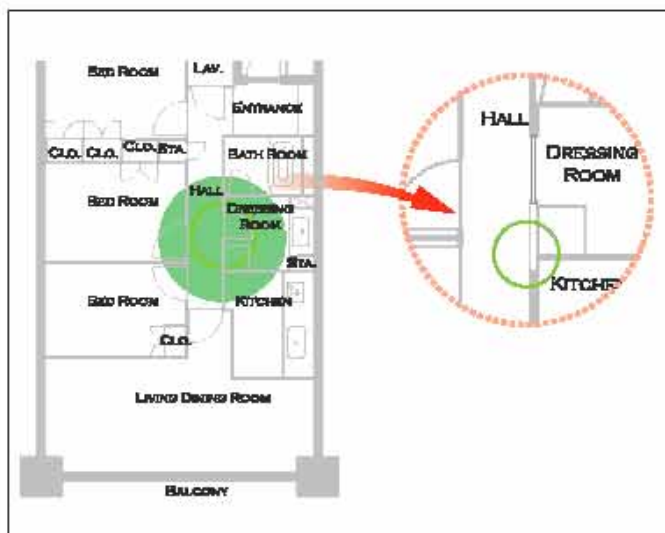 BED ROOM
LAV.
ENTRANCE
CLO.
CLO.
CLO.
STA.
BATH ROOM
BED ROOM
HALL
DRESSING
ROOM
STA.
BED ROOM
KITCHEN
CLO.
LIVING DINING ROOM
BALCONY
HALL
DRESSING
ROOM
KITCHE